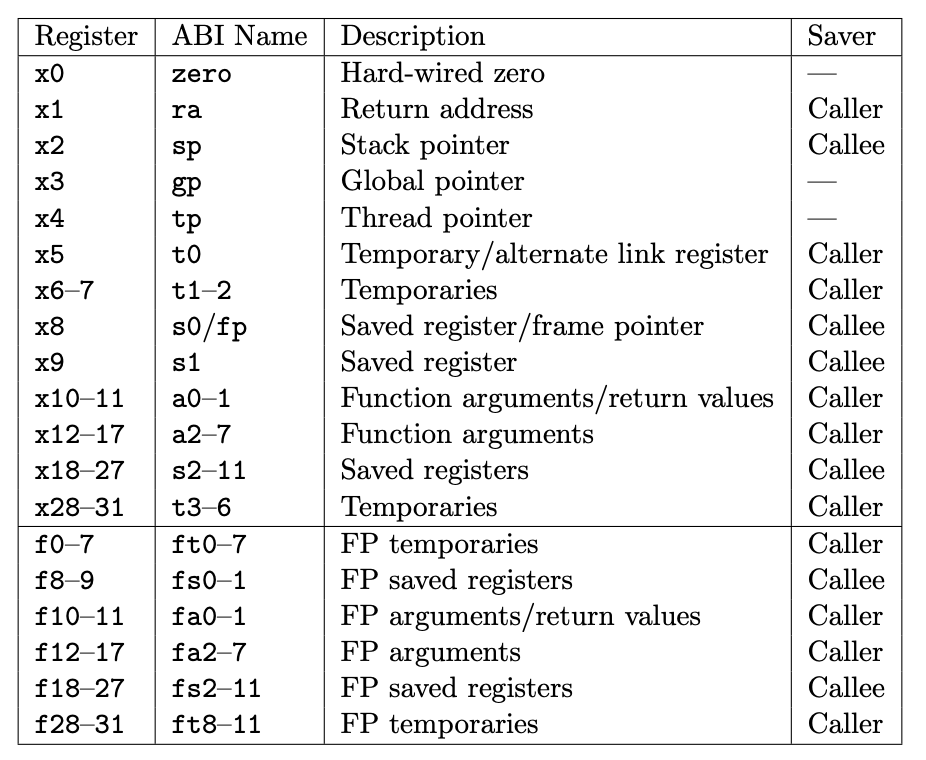 Register ABI Name Description Saver
x0 zero Hard-wired zero —
x1 ra Return address Caller
x2 sp Stack pointer Callee
x3 gp Global pointer —
x4 tp Thread pointer —
x5 t0 Temporary/alternate link register Caller
x6–7 t1–2 Temporaries Caller
x8 s0/fp Saved register/frame pointer Callee
x9 s1 Saved register Callee
x10–11 a0–1 Function arguments/return values Caller
x12–17 a2–7 Function arguments Caller
x18–27 s2–11 Saved registers Callee
x28–31 t3–6 Temporaries Caller
f0–7 ft0–7 FP temporaries Caller
f8–9 fs0–1 FP saved registers Callee
f10–11 fa0–1 FP arguments/return values Caller
f12–17 fa2–7 FP arguments Caller
f18–27 fs2–11 FP saved registers Callee
f28–31 ft8–11 FP temporaries Caller